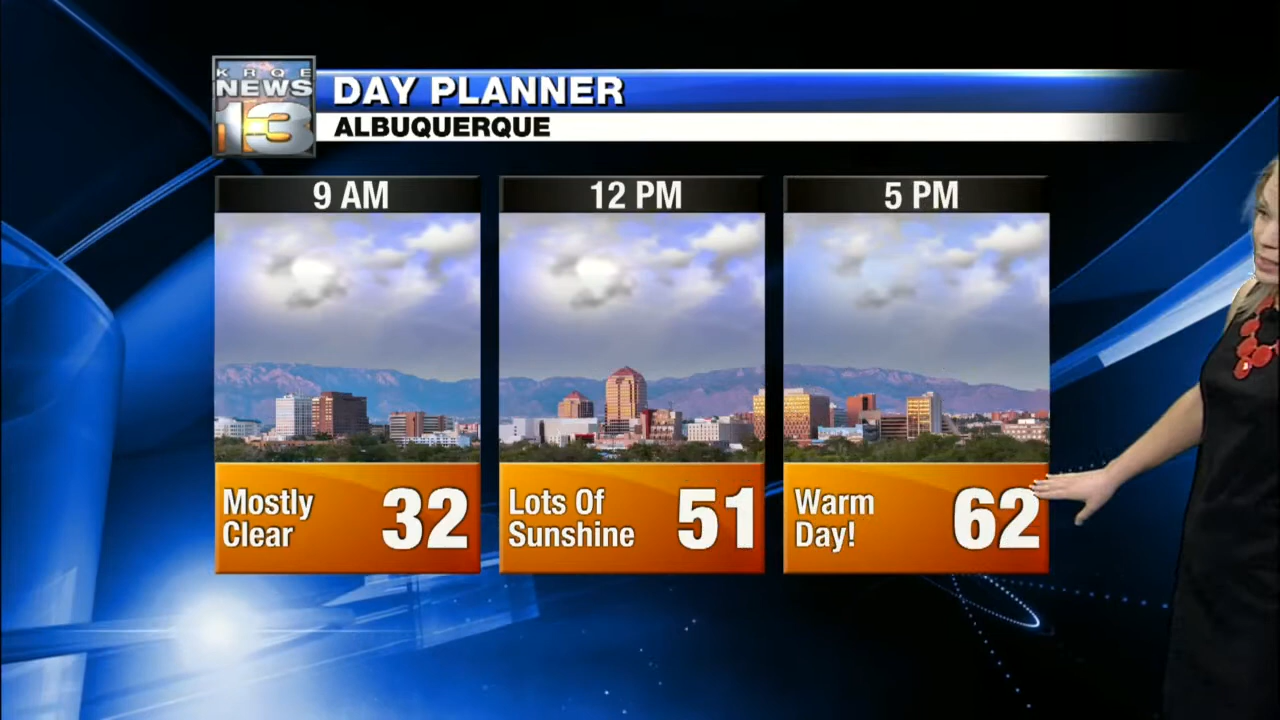 KRQE
NEWS
13
DAY PLANNER
ALBUQUERQUE
9 AM
12 PM
5 PM
Mostly
Clear
32
Lots Of
Sunshine
51
Warm
Day!
62